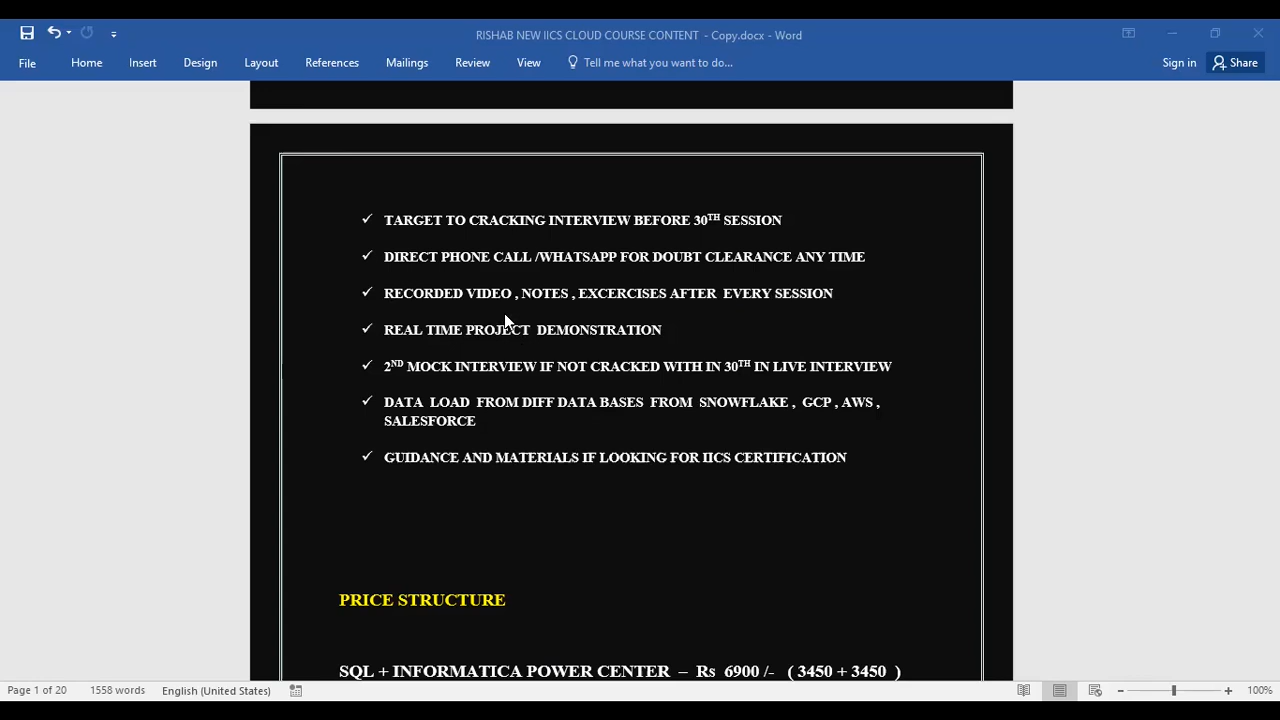 RISHAB NEW IICS CLOUD COURSE CONTENT - Copy.docx - Word
File Home Insert Design Layout References Mailings Review View Tell me what you want to do... Sign in Share
TARGET TO CRACKING INTERVIEW BEFORE 30TH SESSION
DIRECT PHONE CALL /WHATSAPP FOR DOUBT CLEARANCE ANY TIME
RECORDED VIDEO , NOTES , EXCERCISES AFTER EVERY SESSION
REAL TIME PROJECT DEMONSTRATION
2ND MOCK INTERVIEW IF NOT CRACKED WITH IN 30TH IN LIVE INTERVIEW
DATA LOAD FROM DIFF DATA BASES FROM SNOWFLAKE , GCP , AWS ,
SALESFORCE
GUIDANCE AND MATERIALS IF LOOKING FOR IICS CERTIFICATION
PRICE STRUCTURE
SQL + INFORMATICA POWER CENTER – Rs 6900 /- ( 3450 + 3450 )
Page 1 of 20 1558 words English (United States) 100%